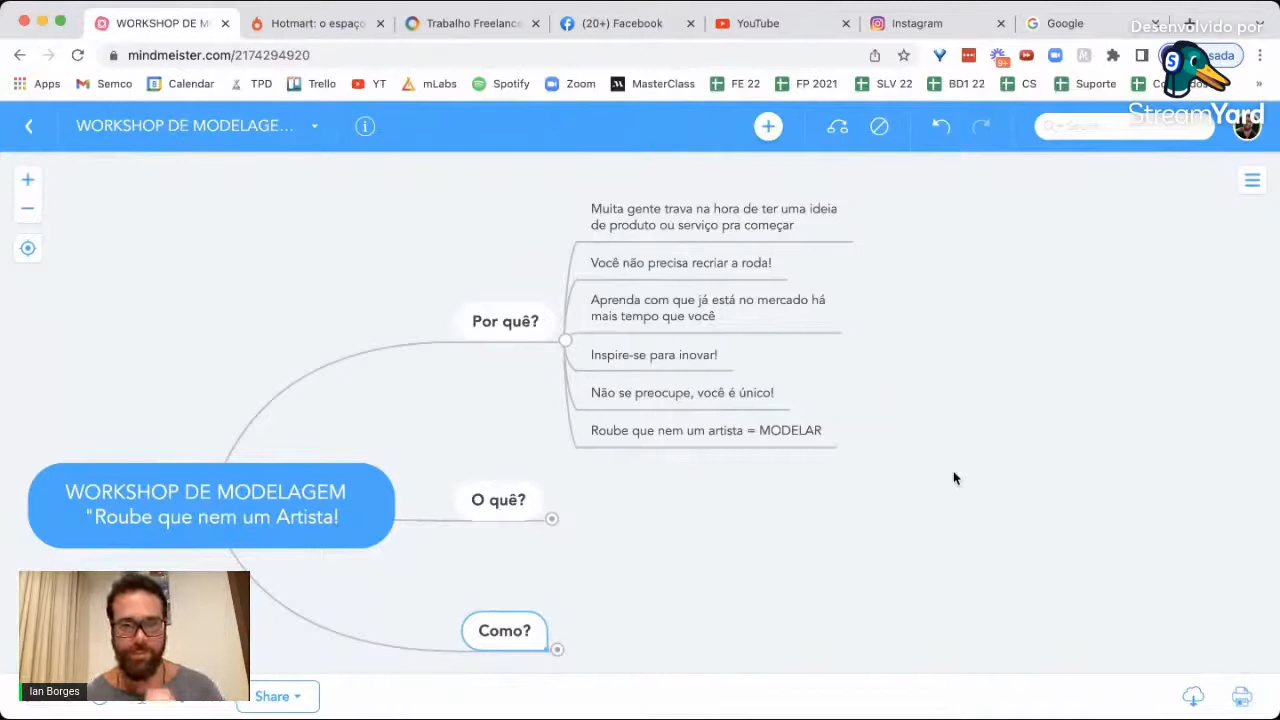 WORKSHOP DE MO
Hotmart: o espaço
Trabalho Freelance
(20+) Facebook
YouTube
Instagram
Google
Desenvolvido por
mindmeister.com/2174294920
9+
Apps
Semco
Calendar
TPD
Trello
YT
mLabs
Spotify
Zoom
MasterClass
FE 22
FP 2021
SLV 22
BD1 22
CS
Suporte
StreamYard
WORKSHOP DE MODELAGE...
Muita gente trava na hora de ter uma ideia
de produto ou serviço pra começar
Você não precisa recriar a roda!
Aprenda com que já está no mercado há
mais tempo que você
Por quê?
Inspire-se para inovar!
Não se preocupe, você é único!
Roube que nem um artista = MODELAR
WORKSHOP DE MODELAGEM
"Roube que nem um Artista!
O quê?
Como?
Ian Borges
Share